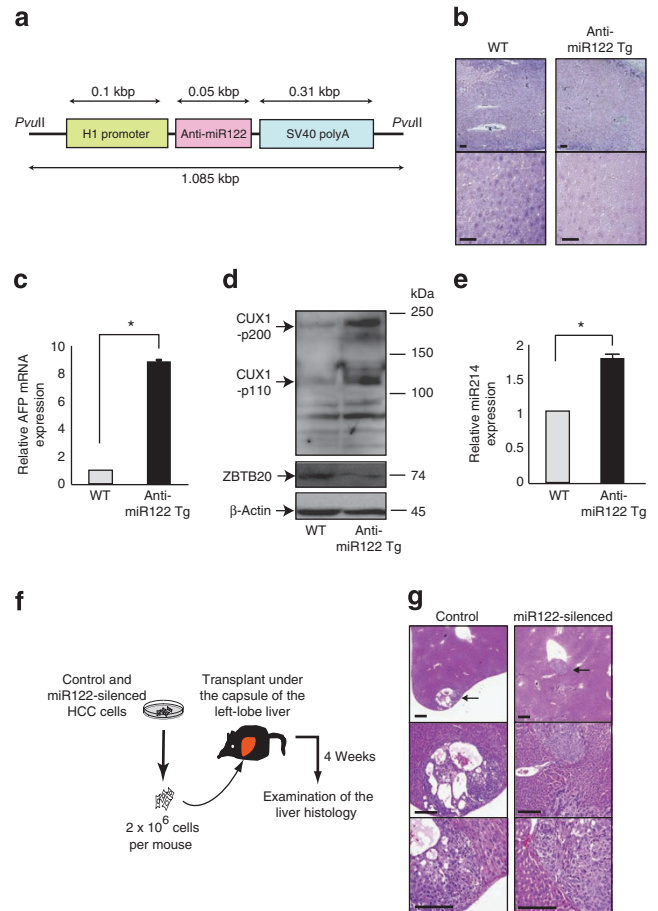 a
0.1 kbp
0.05 kbp
0.31 kbp
PvuII
H1 promoter
Anti-miR122
SV40 polyA
PvuII
1.085 kbp
b
WT
Anti-
miR122 Tg
c
Relative AFP mRNA
expression
*
10
8
6
4
2
0
WT
Anti-
miR122 Tg
d
kDa
CUX1
-p200
250
150
CUX1
-p110
100
ZBTB20
74
β-Actin
45
WT
Anti-
miR122 Tg
e
Relative miR214
expression
*
2
1.5
1
0.5
0
WT
Anti-
miR122 Tg
f
Control and
miR122-silenced
HCC cells
Transplant under
the capsule of the
left-lobe liver
4 Weeks
Examination of the
liver histology
2 x 10⁶ cells
per mouse
g
Control
miR122-silenced